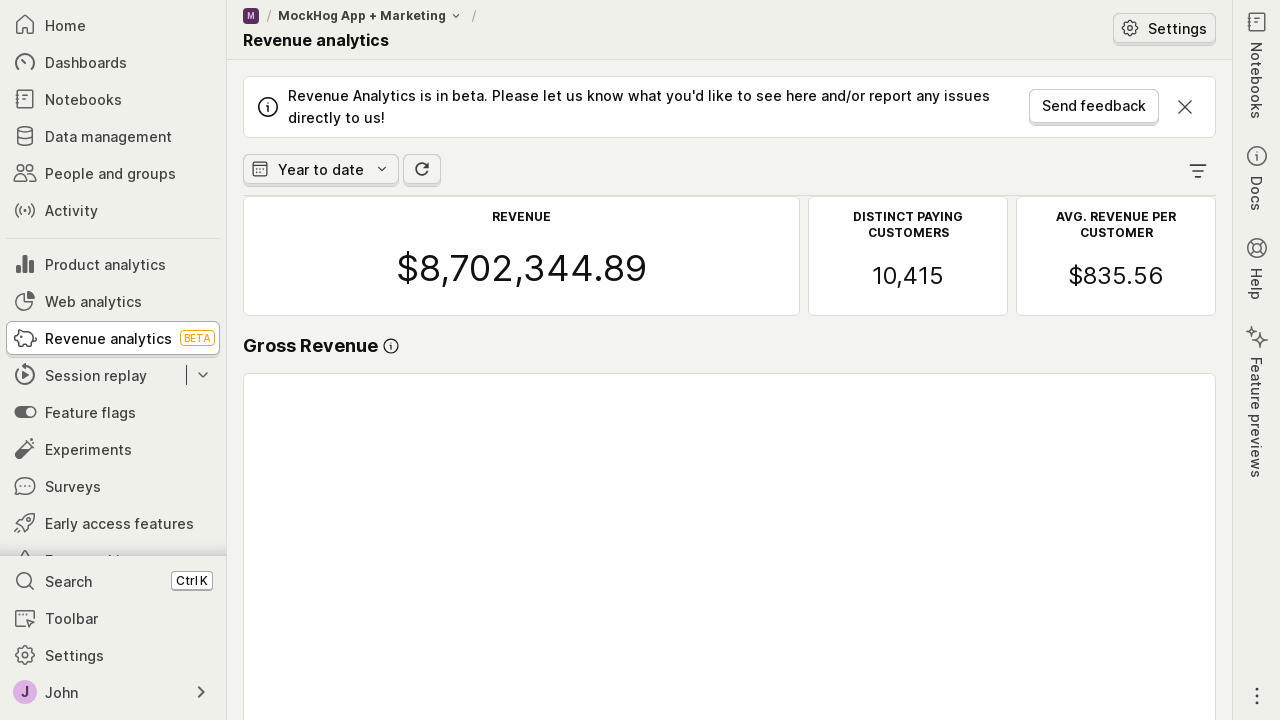 Home
Dashboards
Notebooks
Data management
People and groups
Activity
Product analytics
Web analytics
Revenue analytics BETA
Session replay
Feature flags
Experiments
Surveys
Early access features
Search Ctrl K
Toolbar
Settings
J John
M / MockHog App + Marketing /
Revenue analytics
Settings
Revenue Analytics is in beta. Please let us know what you'd like to see here and/or report any issues
directly to us!
Send feedback
Year to date
REVENUE
$8,702,344.89
DISTINCT PAYING
CUSTOMERS
10,415
AVG. REVENUE PER
CUSTOMER
$835.56
Gross Revenue
Notebooks
Docs
Help
Feature previews